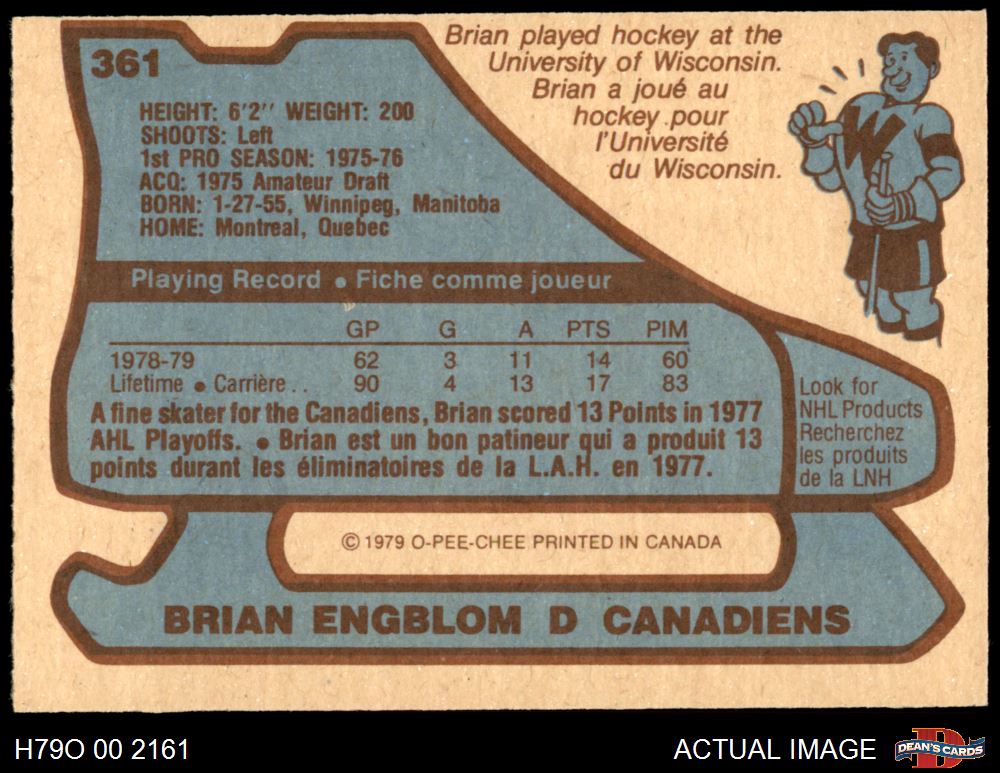 361
Brian played hockey at the
University of Wisconsin.
Brian a joué au
hockey pour
l'Université
du Wisconsin.
W
HEIGHT: 6'2" WEIGHT: 200
SHOOTS: Left
1st PRO SEASON: 1975-76
ACQ: 1975 Amateur Draft
BORN: 1-27-55, Winnipeg, Manitoba
HOME: Montreal, Quebec
Playing Record • Fiche comme joueur
GP G A PTS PIM
1978-79 62 3 11 14 60
Lifetime • Carrière .. 90 4 13 17 83
A fine skater for the Canadiens, Brian scored 13 Points in 1977
AHL Playoffs. • Brian est un bon patineur qui a produit 13
points durant les éliminatoires de la L.A.H. en 1977.
Look for
NHL Products
Recherchez
les produits
de la LNH
© 1979 O-PEE-CHEE PRINTED IN CANADA
BRIAN ENGBLOM D CANADIENS
H79O 00 2161
ACTUAL IMAGE
D
DEAN'S CARDS